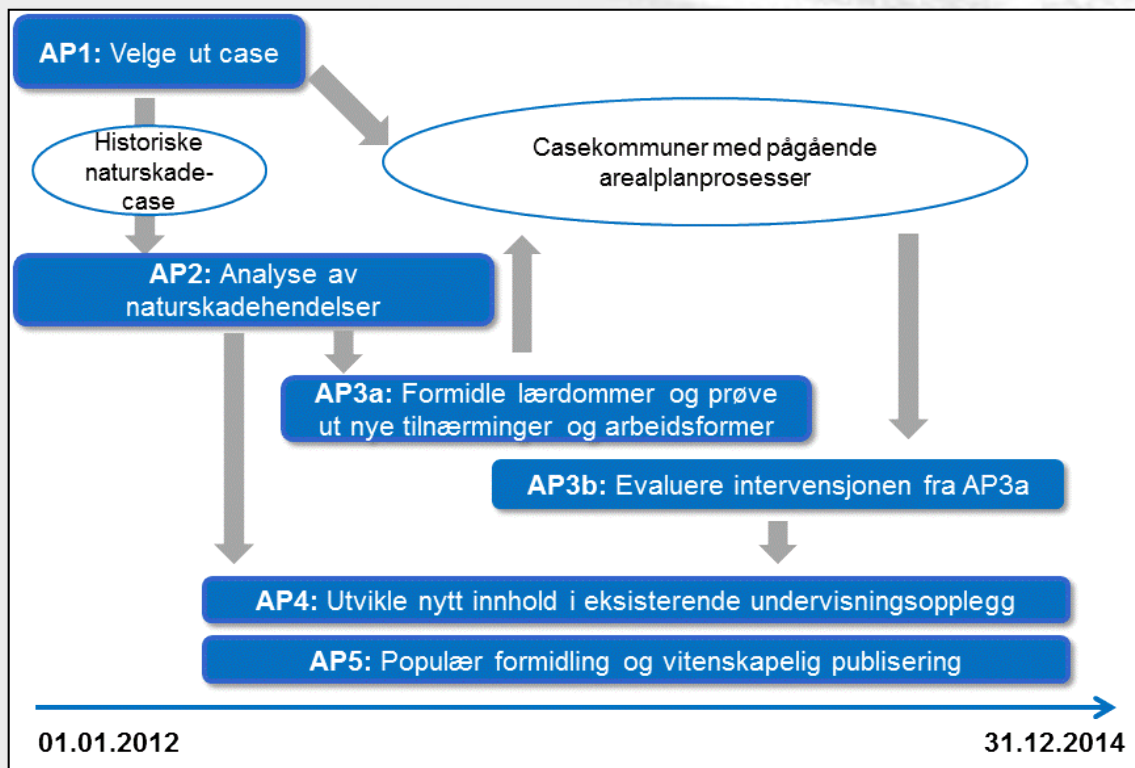 AP1: Velge ut case
Historiske
naturskade-
case
Casekommuner med pågående
arealplanprosesser
AP2: Analyse av
naturskadehendelser
AP3a: Formidle lærdommer og prøve
ut nye tilnærminger og arbeidsformer
AP3b: Evaluere intervensjonen fra AP3a
AP4: Utvikle nytt innhold i eksisterende undervisningsopplegg
AP5: Populær formidling og vitenskapelig publisering
01.01.2012
31.12.2014